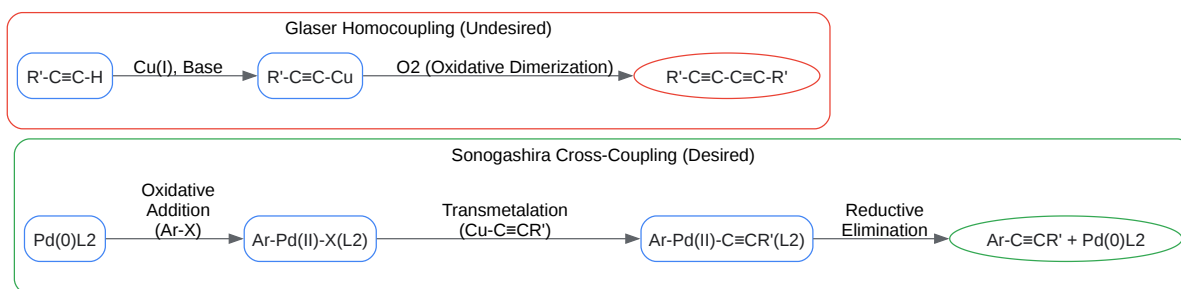 Glaser Homocoupling (Undesired)
R'-C≡C-H
Cu(I), Base
R'-C≡C-Cu
O2 (Oxidative Dimerization)
R'-C≡C-C≡C-R'
Sonogashira Cross-Coupling (Desired)
Pd(0)L2
Oxidative
Addition
(Ar-X)
Ar-Pd(II)-X(L2)
Transmetalation
(Cu-C≡CR')
Ar-Pd(II)-C≡CR'(L2)
Reductive
Elimination
Ar-C≡CR' + Pd(0)L2